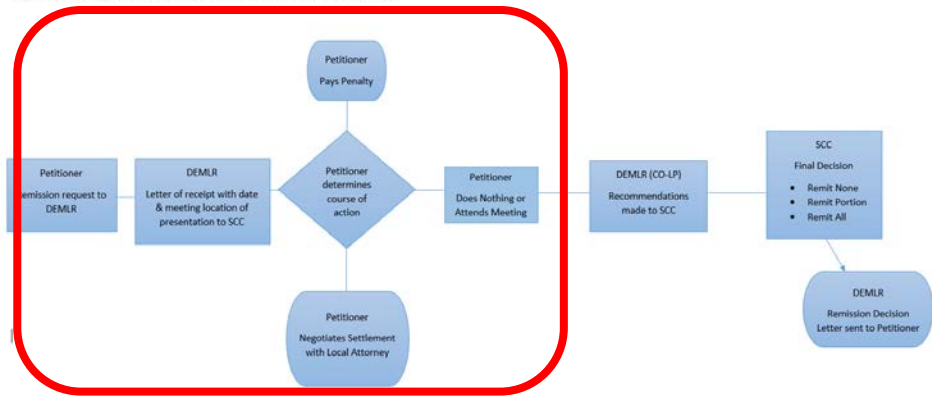 Petitioner
Pays Penalty
Petitioner
emission request to
DEMLR
DEMLR
Letter of receipt with date
& meeting location of
presentation to SCC
Petitioner
determines
course of
action
Petitioner
Does Nothing or
Attends Meeting
DEMLR (CO-LP)
Recommendations
made to SCC
SCC
Final Decision
• Remit None
• Remit Portion
• Remit All
Petitioner
Negotiates Settlement
with Local Attorney
DEMLR
Remission Decision
Letter sent to Petitioner